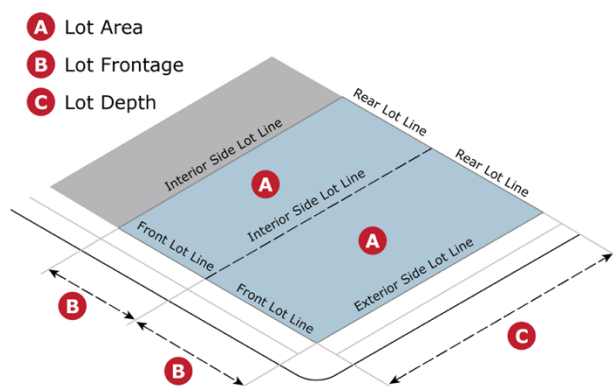 A Lot Area
B Lot Frontage
C Lot Depth
Rear Lot Line
Interior Side Lot Line
Rear Lot Line
A
Interior Side Lot Line
A
Front Lot Line
Exterior Side Lot Line
Front Lot Line
B
B
C